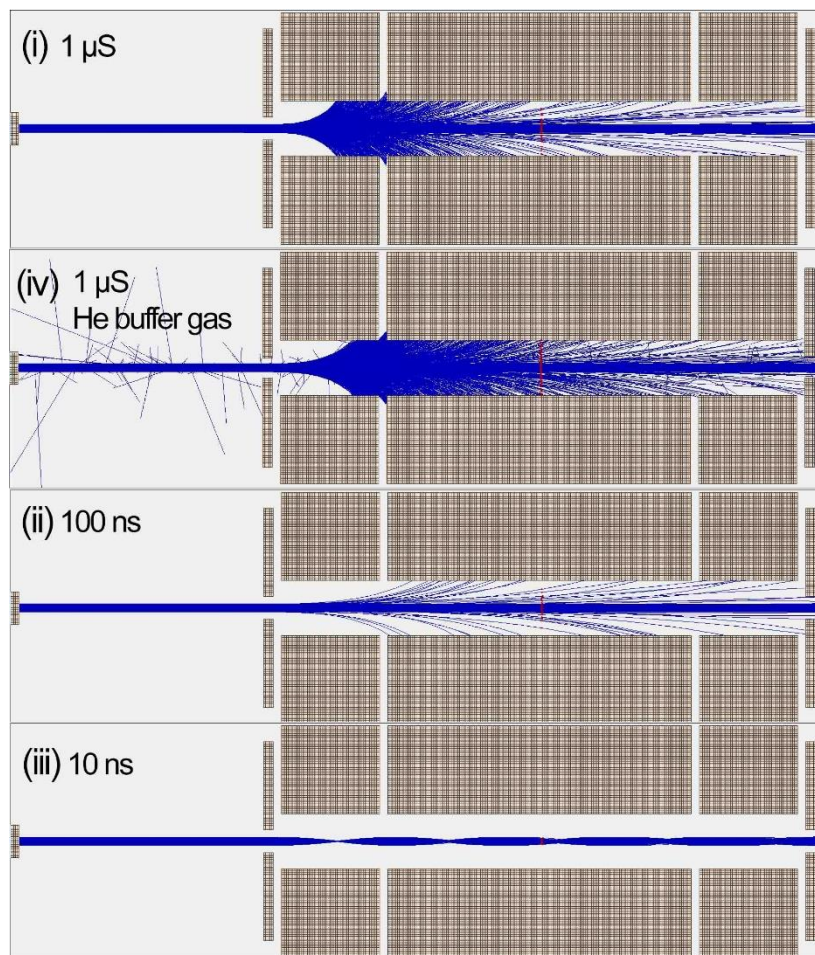 (i) 1 µS
(iv) 1 µS
He buffer gas
(ii) 100 ns
(iii) 10 ns